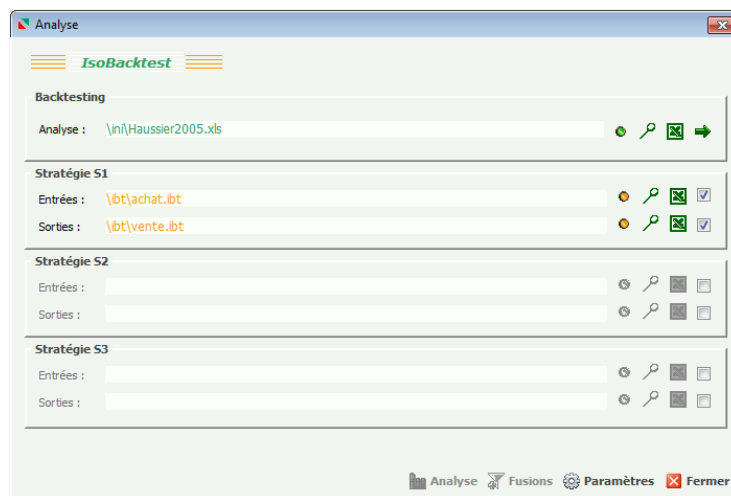 Analyse
IsoBacktest
Backtesting
Analyse : \ini\Haussier2005.xls
Stratégie S1
Entrées : \ibt\achat.ibt
Sorties : \ibt\vente.ibt
Stratégie S2
Entrées :
Sorties :
Stratégie S3
Entrées :
Sorties :
Analyse Fusions Paramètres Fermer